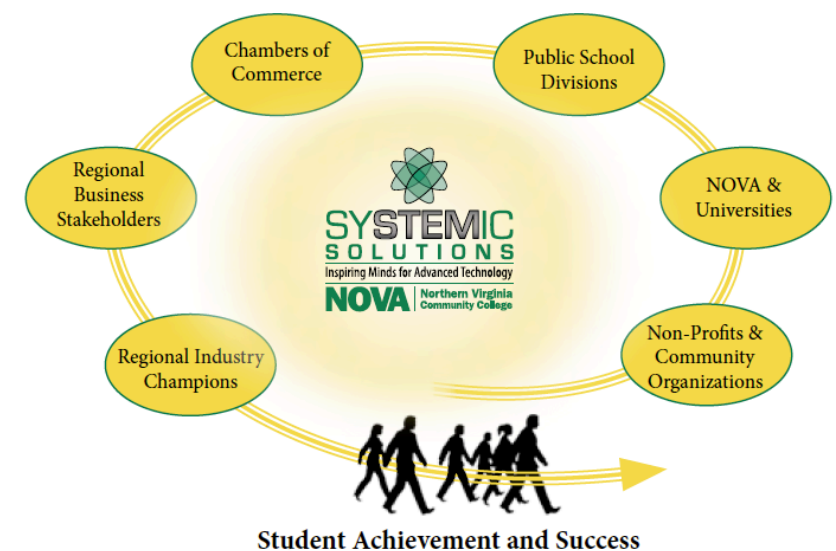 Chambers of
Commerce
Public School
Divisions
Regional
Business
Stakeholders
NOVA &
Universities
SYSTEMIC
SOLUTIONS
Inspiring Minds for Advanced Technology
NOVA
Northern Virginia
Community College
Regional Industry
Champions
Non-Profits &
Community
Organizations
Student Achievement and Success